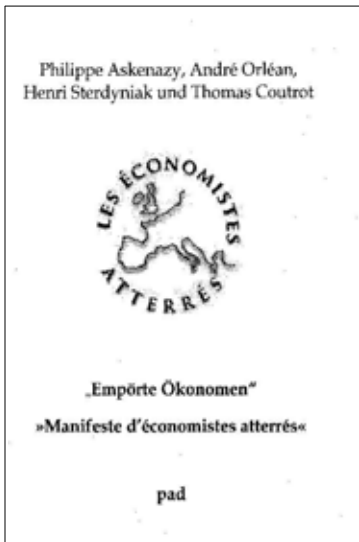 Philippe Askenazy, André Orléan,
Henri Sterdyniak und Thomas Coutrot
LES ÉCONOMISTES
ATTERRÉS
„Empörte Ökonomen“
»Manifeste d'économistes atterrés«
pad